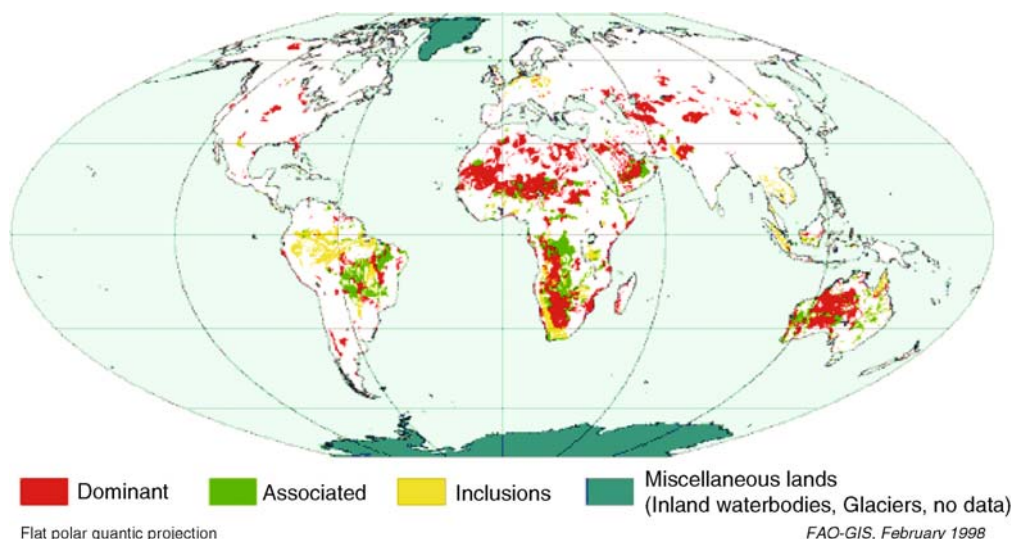 Dominant
Associated
Inclusions
Miscellaneous lands
(Inland waterbodies, Glaciers, no data)
Flat polar quantic projection
FAO-GIS, February 1998